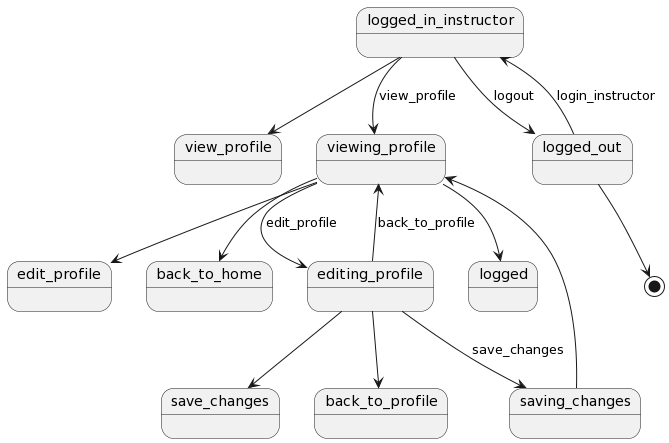 logged_in_instructor
view_profile
logout
login_instructor
view_profile
viewing_profile
logged_out
edit_profile
back_to_profile
edit_profile
back_to_home
editing_profile
logged
save_changes
save_changes
back_to_profile
saving_changes